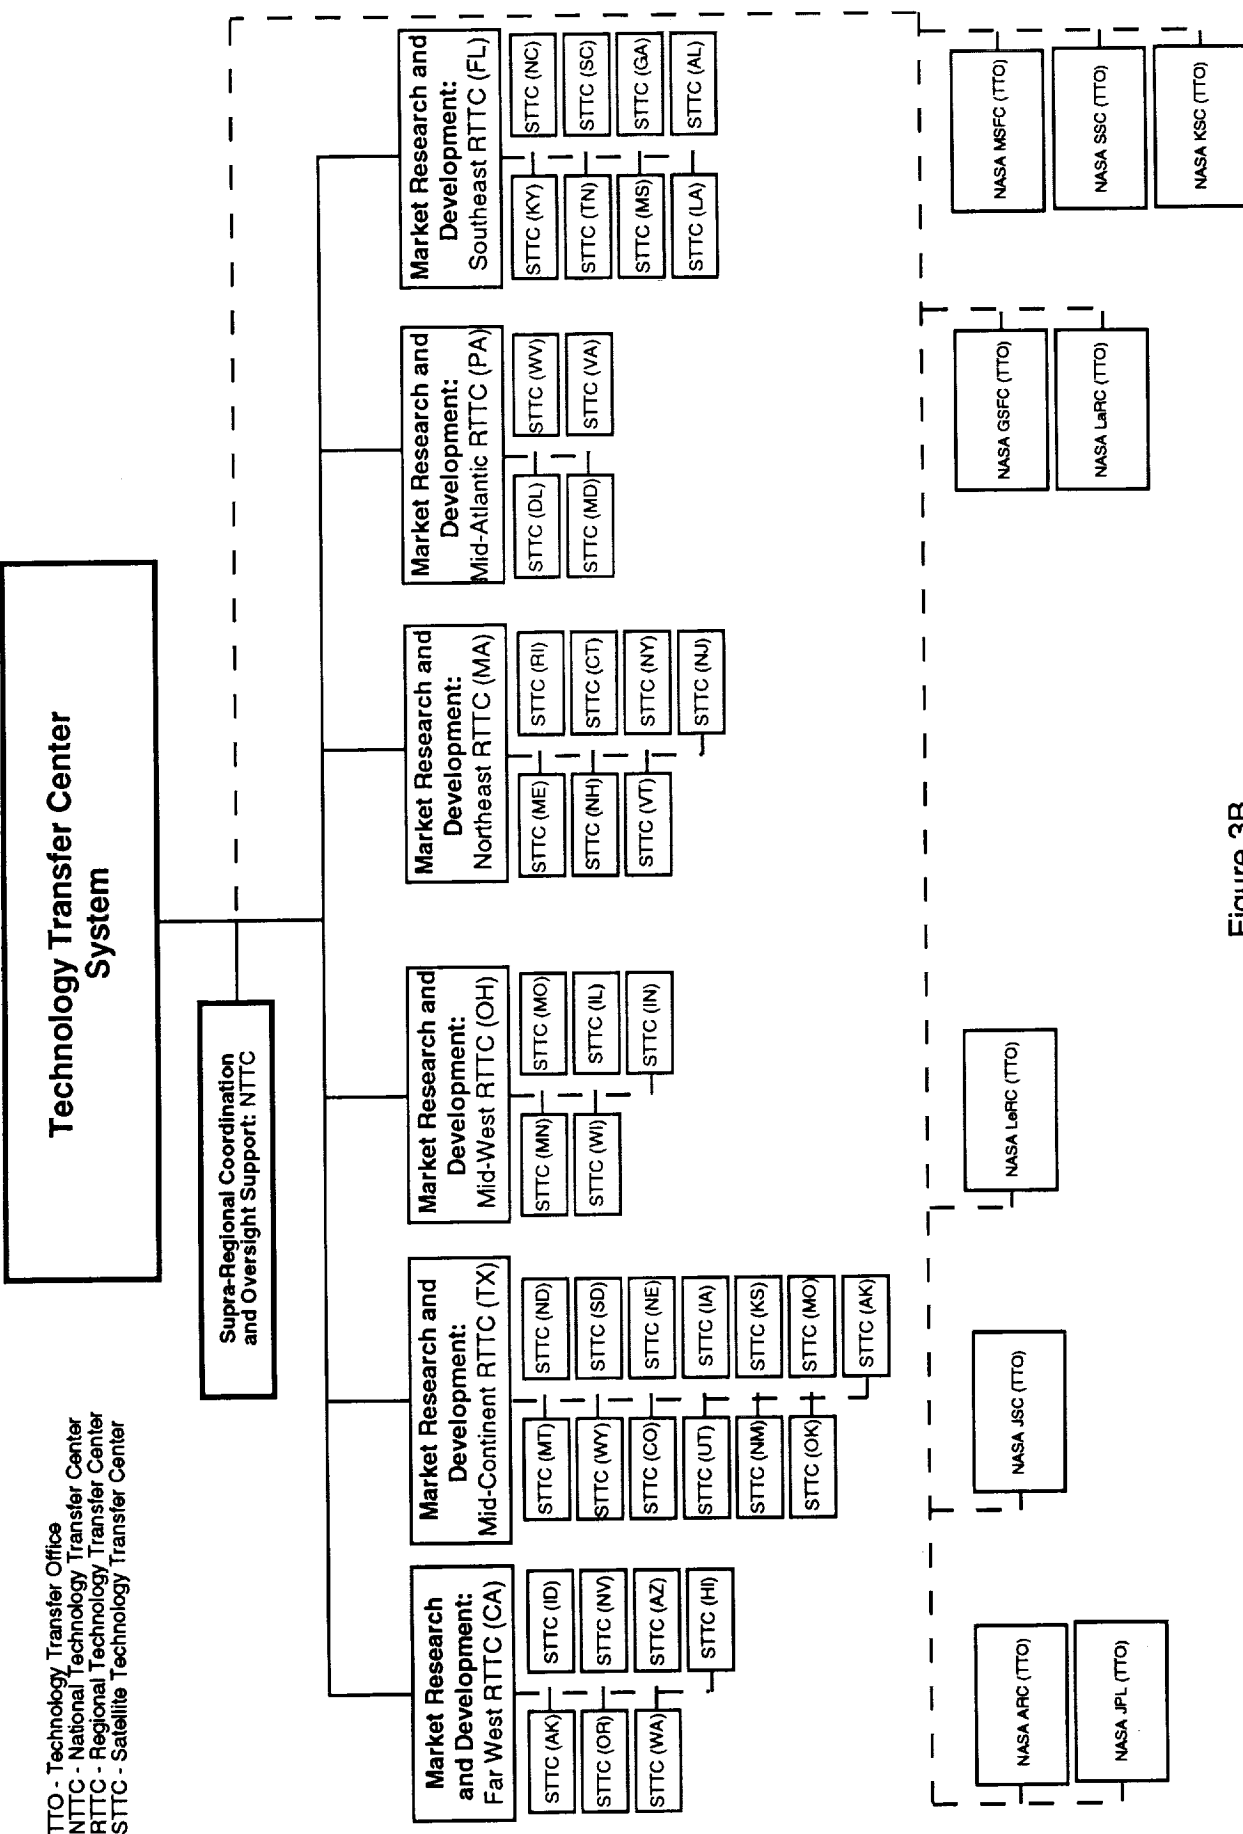 TTO - Technology Transfer Office
NTTC - National Technology Transfer Center
RTTC - Regional Technology Transfer Center
STTC - Satellite Technology Transfer Center
Technology Transfer Center
System
Supra-Regional Coordination
and Oversight Support: NTTC
Market Research
and Development:
Far West RTTC (CA)
STTC (AK)
STTC (ID)
STTC (OR)
STTC (NV)
STTC (WA)
STTC (AZ)
STTC (HI)
Market Research and
Development:
Mid-Continent RTTC (TX)
STTC (MT)
STTC (ND)
STTC (WY)
STTC (SD)
STTC (CO)
STTC (NE)
STTC (UT)
STTC (IA)
STTC (NM)
STTC (KS)
STTC (OK)
STTC (MO)
STTC (AK)
Market Research and
Development:
Mid-West RTTC (OH)
STTC (MN)
STTC (MO)
STTC (WI)
STTC (IL)
STTC (IN)
Market Research and
Development:
Northeast RTTC (MA)
STTC (ME)
STTC (RI)
STTC (NH)
STTC (CT)
STTC (VT)
STTC (NY)
STTC (NJ)
Market Research and
Development:
Mid-Atlantic RTTC (PA)
STTC (DL)
STTC (WV)
STTC (MD)
STTC (VA)
Market Research and
Development:
Southeast RTTC (FL)
STTC (KY)
STTC (NC)
STTC (TN)
STTC (SC)
STTC (MS)
STTC (GA)
STTC (LA)
STTC (AL)
NASA ARC (TTO)
NASA JPL (TTO)
NASA JSC (TTO)
NASA LeRC (TTO)
NASA GSFC (TTO)
NASA LaRC (TTO)
NASA MSFC (TTO)
NASA SSC (TTO)
NASA KSC (TTO)
Figure 3B